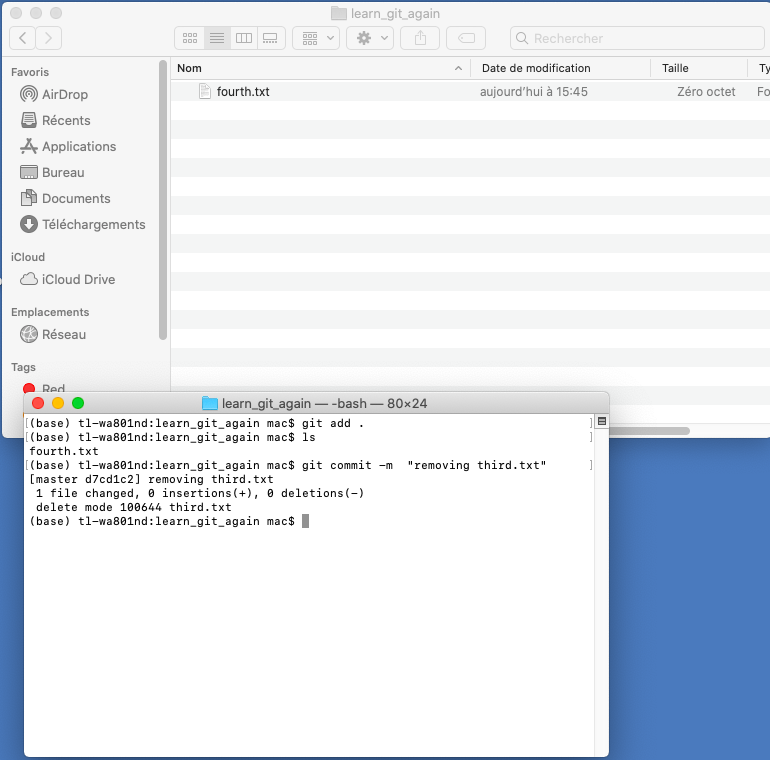 learn_git_again
Rechercher
Favoris
AirDrop
Récents
Applications
Bureau
Documents
Téléchargements
iCloud
iCloud Drive
Emplacements
Réseau
Tags
Red
Nom
Date de modification
Taille
Ty
fourth.txt
aujourd'hui à 15:45
Zéro octet
Fo
learn_git_again — -bash — 80×24
[(base) tl-wa801nd:learn_git_again mac$ git add . ]
[(base) tl-wa801nd:learn_git_again mac$ ls ]
fourth.txt
[(base) tl-wa801nd:learn_git_again mac$ git commit -m  "removing third.txt" ]
[master d7cd1c2] removing third.txt
 1 file changed, 0 insertions(+), 0 deletions(-)
 delete mode 100644 third.txt
(base) tl-wa801nd:learn_git_again mac$